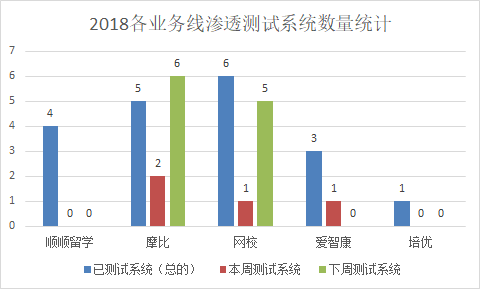 2018各业务线渗透测试系统数量统计
7
6
5
4
3
2
1
0
4 0 0
5 2 6
6 1 5
3 1 0
1 0 0
顺顺留学 摩比 网校 爱智康 培优
已测试系统（总的） 本周测试系统 下周测试系统